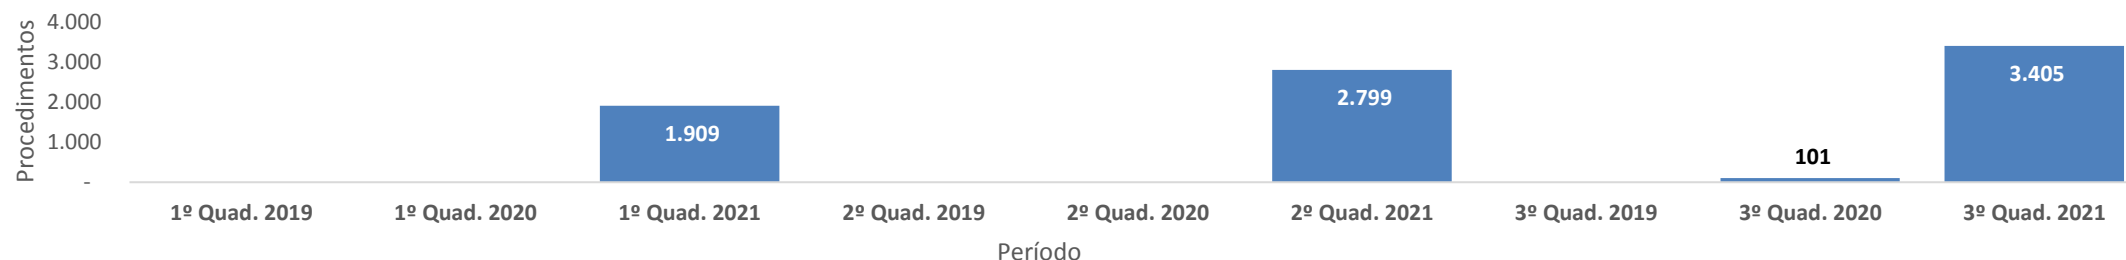 Procedimentos
4.000
3.000
2.000
1.000
-
1.909
2.799
101
3.405
1º Quad. 2019
1º Quad. 2020
1º Quad. 2021
2º Quad. 2019
2º Quad. 2020
2º Quad. 2021
3º Quad. 2019
3º Quad. 2020
3º Quad. 2021
Período